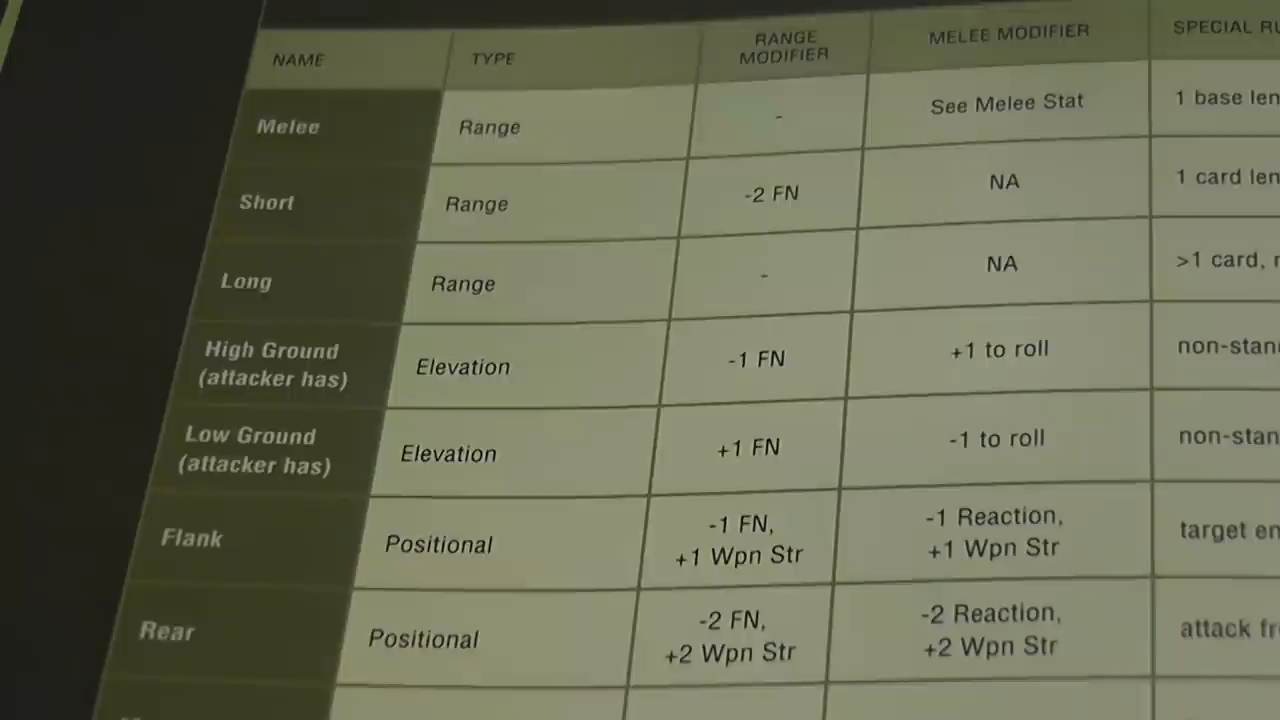 NAME TYPE RANGE MODIFIER MELEE MODIFIER SPECIAL
Melee Range - See Melee Stat 1 base
Short Range -2 FN NA 1 card
Long Range - NA >1 card,
High Ground (attacker has) Elevation -1 FN +1 to roll
Low Ground (attacker has) Elevation +1 FN -1 to roll
Flank Positional -1 FN, +1 Wpn Str -1 Reaction, +1 Wpn Str target
Rear Positional -2 FN, +2 Wpn Str -2 Reaction, +2 Wpn Str attack